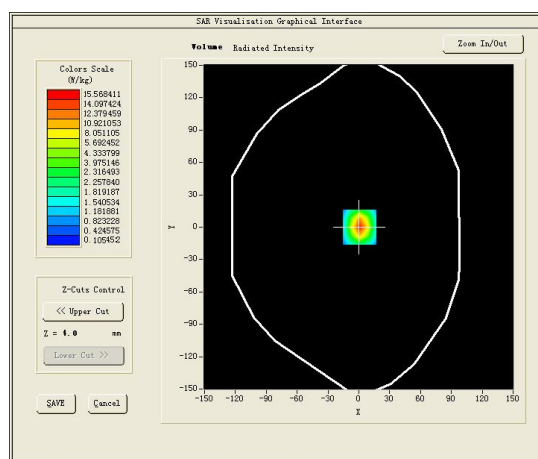 SAR Visualisation Graphical Interface
Volume Radiated Intensity
Zoom In/Out
Colors Scale
(W/kg)
15.568411
14.097424
12.379459
10.921053
8.051105
5.692452
4.333799
3.975146
2.316493
2.257840
1.819187
1.540534
1.181881
0.823228
0.424575
0.105452
150
120
90
60
30
0
-30
-60
-90
-120
-150
Y
-150 -120 -90 -60 -30 0 30 60 90 120 150
X
Z-Cuts Control
<< Upper Cut
Z = 4.0 mm
Lower Cut >>
SAVE Cancel